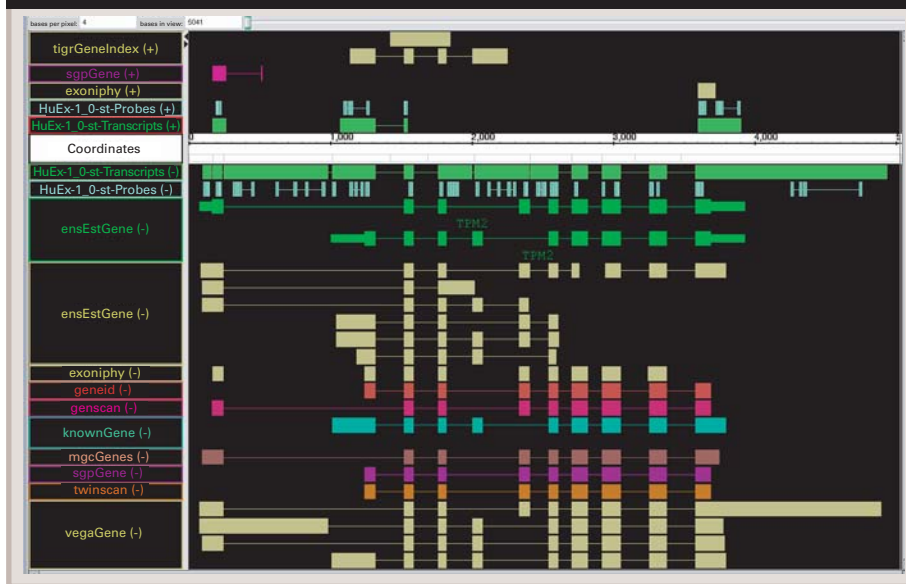 bases per pixel: 4 bases in view: 5041
tigrGeneIndex (+)
sgpGene (+)
exoniphy (+)
HuEx-1_0-st-Probes (+)
HuEx-1_0-st-Transcripts (+)
0 1,000 2,000 3,000 4,000
Coordinates
HuEx-1_0-st-Transcripts (-)
HuEx-1_0-st-Probes (-)
ensEstGene (-)
TPM2
TPM2
ensEstGene (-)
exoniphy (-)
geneid (-)
genscan (-)
knownGene (-)
mgcGenes (-)
sgpGene (-)
twinscan (-)
vegaGene (-)